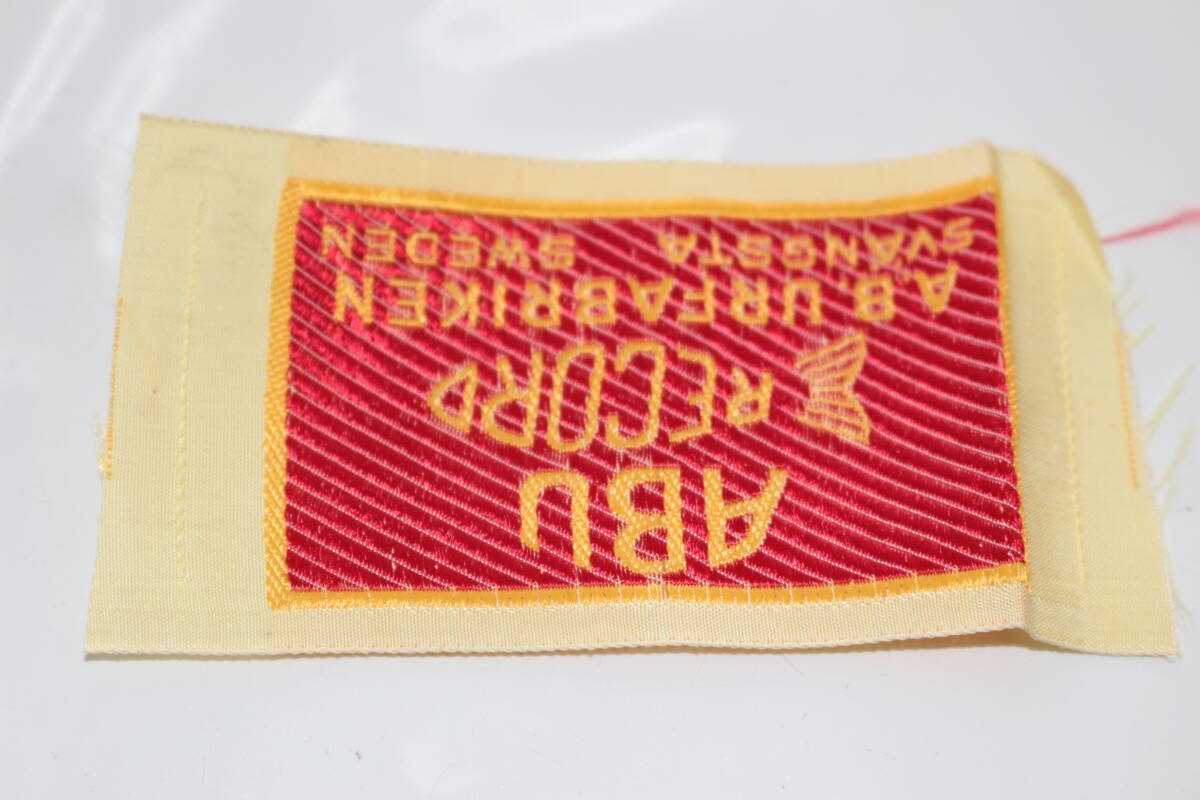 ABU
RECORD
A.B. URFABRIKEN
SVÄNGSTA SWEDEN